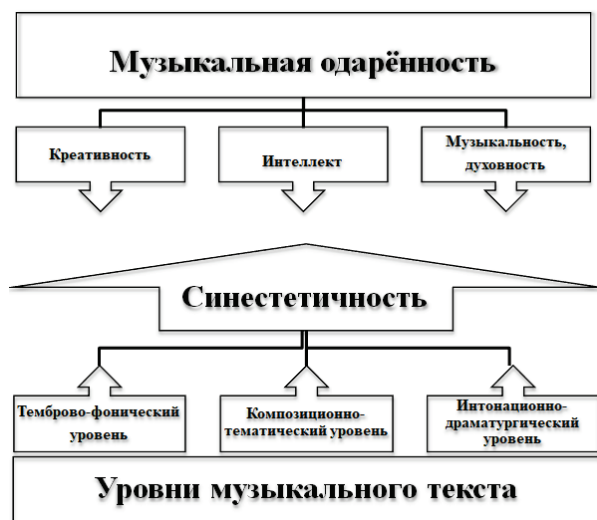 Музыкальная одарённость
Креативность
Интеллект
Музыкальность,
духовность
Синестетичность
Темброво-фонический
уровень
Композиционно-
тематический уровень
Интонационно-
драматургический
уровень
Уровни музыкального текста